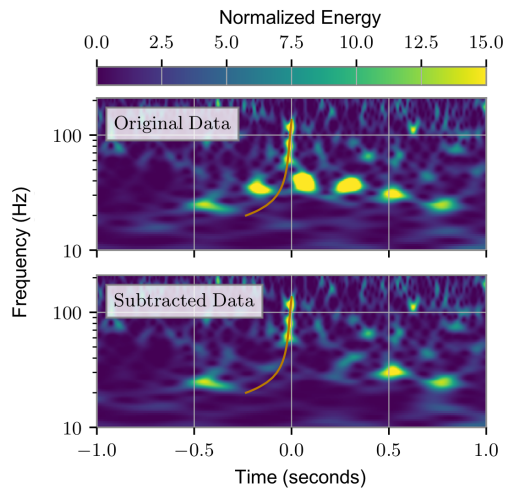 Normalized Energy
0.0 2.5 5.0 7.5 10.0 12.5 15.0
Original Data
100
10
Frequency (Hz)
Subtracted Data
100
10
−1.0 −0.5 0.0 0.5 1.0
Time (seconds)